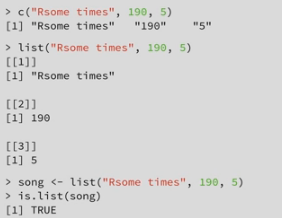 > c("Rsome times", 190, 5)
[1] "Rsome times"   "190"    "5"
> list("Rsome times", 190, 5)
[[1]]
[1] "Rsome times"
[[2]]
[1] 190
[[3]]
[1] 5
> song <- list("Rsome times", 190, 5)
> is.list(song)
[1] TRUE